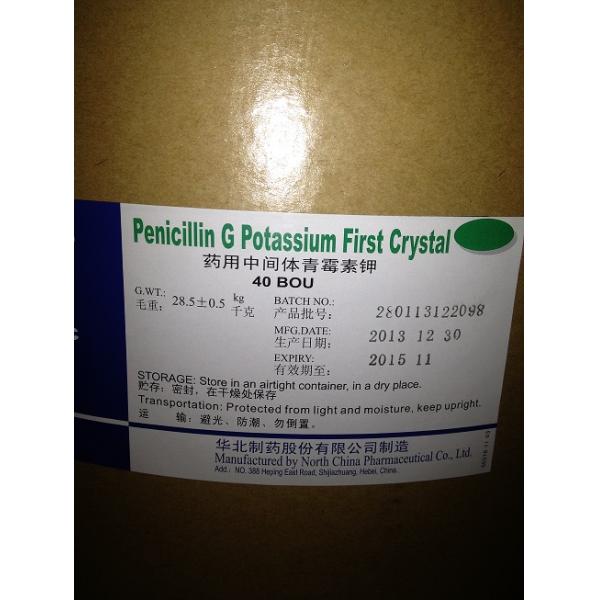 Penicillin G Potassium First Crystal
药用中间体青霉素钾
40 BOU
G.WT.: 28.5±0.5 kg
毛重: 千克
BATCH NO.:
产品批号: 280113122098
MFG.DATE: 2013 12 30
生产日期:
EXPIRY: 2015 11
有效期至:
STORAGE: Store in an airtight container, in a dry place.
贮存: 密封, 在干燥处保存
Transportation: Protected from light and moisture, keep upright.
运 输: 避光、防潮、勿倒置。
华北制药股份有限公司制造
Manufactured by North China Pharmaceutical Co., Ltd.
Add.: NO. 388 Heping East Road, Shijiazhuang, Hebei, China.